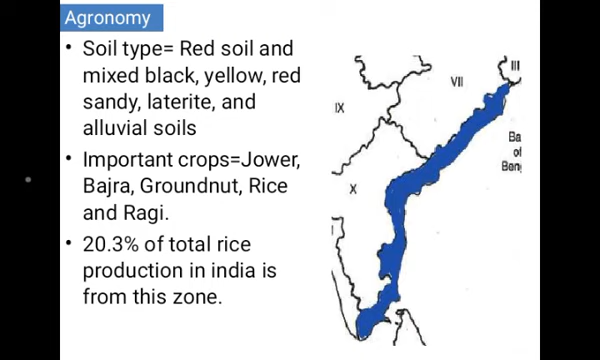 Agronomy
• Soil type= Red soil and
mixed black, yellow, red
sandy, laterite, and
alluvial soils
• Important crops=Jower,
Bajra, Groundnut, Rice
and Ragi.
• 20.3% of total rice
production in india is
from this zone.
III
VII
IX
Ba
of
Beng
X